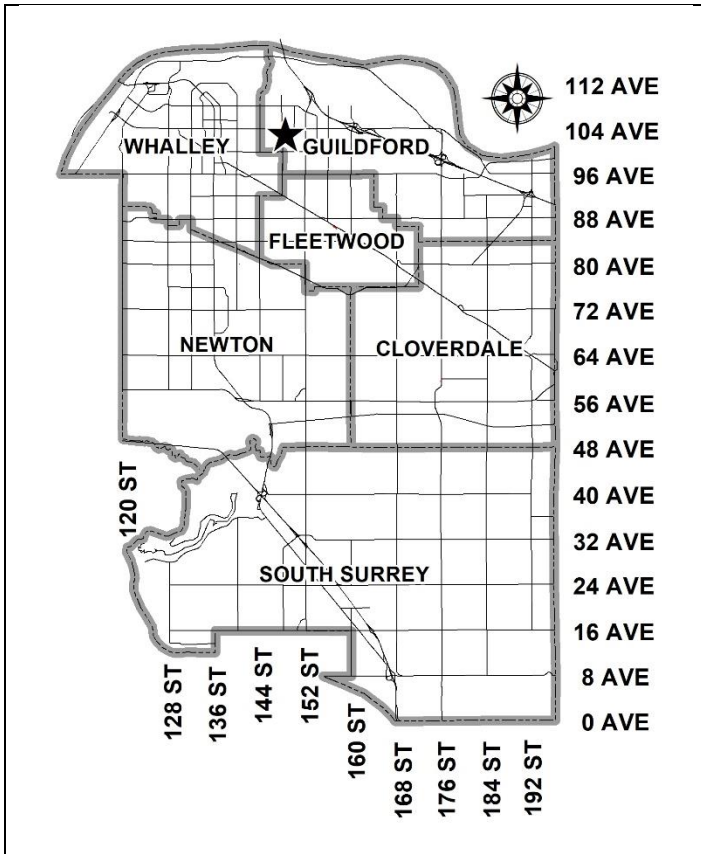 112 AVE
104 AVE
WHALLEY
GUILDFORD
96 AVE
88 AVE
FLEETWOOD
80 AVE
72 AVE
NEWTON
CLOVERDALE
64 AVE
56 AVE
48 AVE
120 ST
40 AVE
32 AVE
SOUTH SURREY
24 AVE
16 AVE
8 AVE
0 AVE
128 ST
136 ST
144 ST
152 ST
160 ST
168 ST
176 ST
184 ST
192 ST